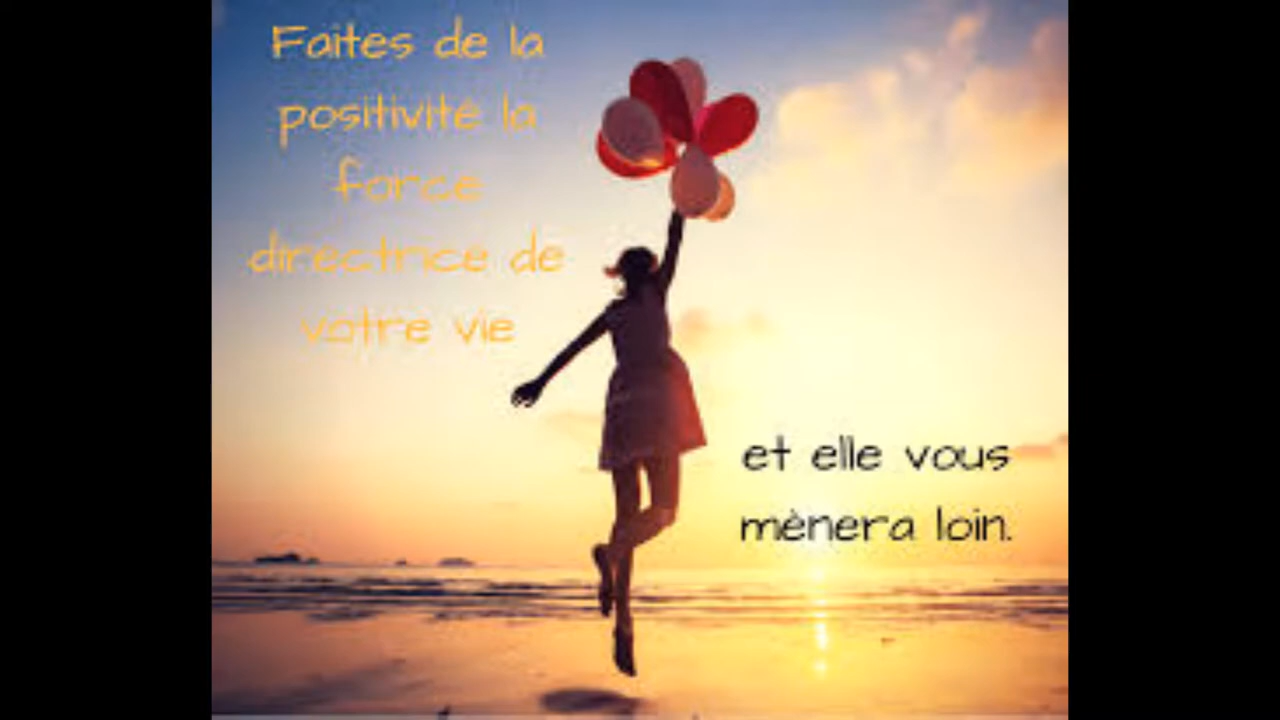 Faites de la
positivité la
force
directrice de
votre vie
et elle vous
mènera loin.